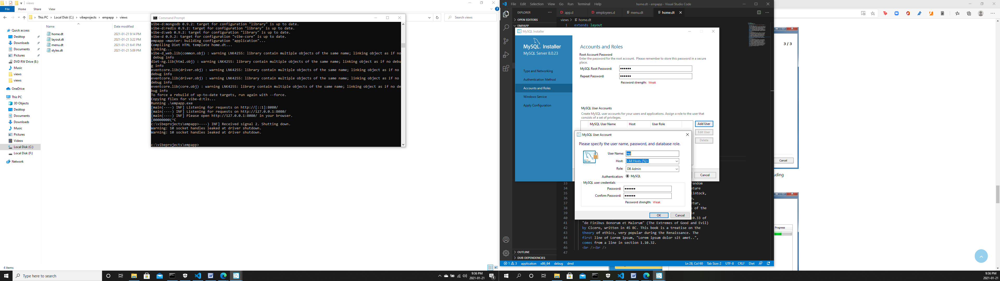 views
File
Home
Share
View
This PC
Local Disk (C:)
vibeprojects
empapp
views
Search views
Quick access
Desktop
Downloads
Documents
Pictures
DVD RW Drive (E:)
Music
views
views
OneDrive
This PC
3D Objects
Desktop
Documents
Downloads
Music
Pictures
Videos
Local Disk (C:)
Local Disk (F:)
Network
Name
Date modified
home.dt
2021-01-21 9:14 PM
layout.dt
2021-01-21 3:22 PM
menu.dt
2021-01-21 6:41 PM
styles.dt
2021-01-21 5:09 PM
4 items
Command Prompt
vibe-d:mongodb 0.9.2: target for configuration "library" is up to date.
vibe-d:redis 0.9.2: target for configuration "library" is up to date.
vibe-d:web 0.9.2: target for configuration "library" is up to date.
vibe-d 0.9.2: target for configuration "vibe-core" is up to date.
empapp ~master: building configuration "application"...
Compiling Diet HTML template home.dt...
Linking...
vibe-d_web.lib(common.obj) : warning LNK4255: library contain multiple objects of the same name; linking object as if no
 debug info
diet-ng.lib(html.obj) : warning LNK4255: library contain multiple objects of the same name; linking object as if no debu
g info
eventcore.lib(driver.obj) : warning LNK4255: library contain multiple objects of the same name; linking object as if no
debug info
eventcore.lib(driver.obj) : warning LNK4255: library contain multiple objects of the same name; linking object as if no
debug info
eventcore.lib(core.obj) : warning LNK4255: library contain multiple objects of the same name; linking object as if no de
bug info
To force a rebuild of up-to-date targets, run again with --force.
Copying files for vibe-d:tls...
Running .\empapp.exe
[main(----) INF] Listening for requests on http://[::1]:8080/
[main(----) INF] Listening for requests on http://127.0.0.1:8080/
[main(----) INF] Please open http://127.0.0.1:8080/ in your browser.
[00000000(^C
c:\vibeprojects\empapp>----) INF] Received signal 2. Shutting down.
Warning: 10 socket handles leaked at driver shutdown.
Warning: 10 socket handles leaked at driver shutdown.
c:\vibeprojects\empapp>
File Edit Selection View Go Run Terminal Help
home.dt - empapp - Visual Studio Code
EXPLORER
OPEN EDITORS
EMPAPP
OUTLINE
DUB DEPENDENCIES
app.d
employees.d
menu.dt
home.dt
views > home.dt
1 extends layout
MySQL Installer
MySQL. Installer
MySQL Server 8.0.23
Type and Networking
Authentication Method
Accounts and Roles
Windows Service
Apply Configuration
Accounts and Roles
Root Account Password
Enter the password for the root account. Please remember to store this password in a secure
place.
MySQL Root Password:
Repeat Password:
Password strength: Weak
MySQL User Accounts
Create MySQL user accounts for your users and applications. Assign a role to the user that
consists of a set of privileges.
MySQL User Name
Host
User Role
Add User
Edit User
Delete
Cancel
MySQL User Account
Please specify the user name, password, and database role.
Server
User Name: rey
Host: <All Hosts (%)>
Role: DB Admin
Authentication: MySQL
MySQL user credentials
Password:
Confirm Password:
Password strength: Weak
OK
Cancel
33 random
34 ature
35 lintock,
36
37 etur,
38 s of the
39 le
40 10.33 of
41 "de Finibus Bonorum et Malorum" (The Extremes of Good and Evil)
42 by Cicero, written in 45 BC. This book is a treatise on the
43 theory of ethics, very popular during the Renaissance. The
44 first line of Lorem Ipsum, "Lorem ipsum dolor sit amet..",
45 comes from a line in section 1.10.32.
46 <br /><br />
47
1 3 application x86_64 debug dmd
Ln 28, Col 60 Tab Size: 2 UTF-8 CRLF Diet
3 / 3
Cancel
uding
Progress
Type here to search
9:36 PM
2021-01-21
4
9:36 PM
2021-01-21